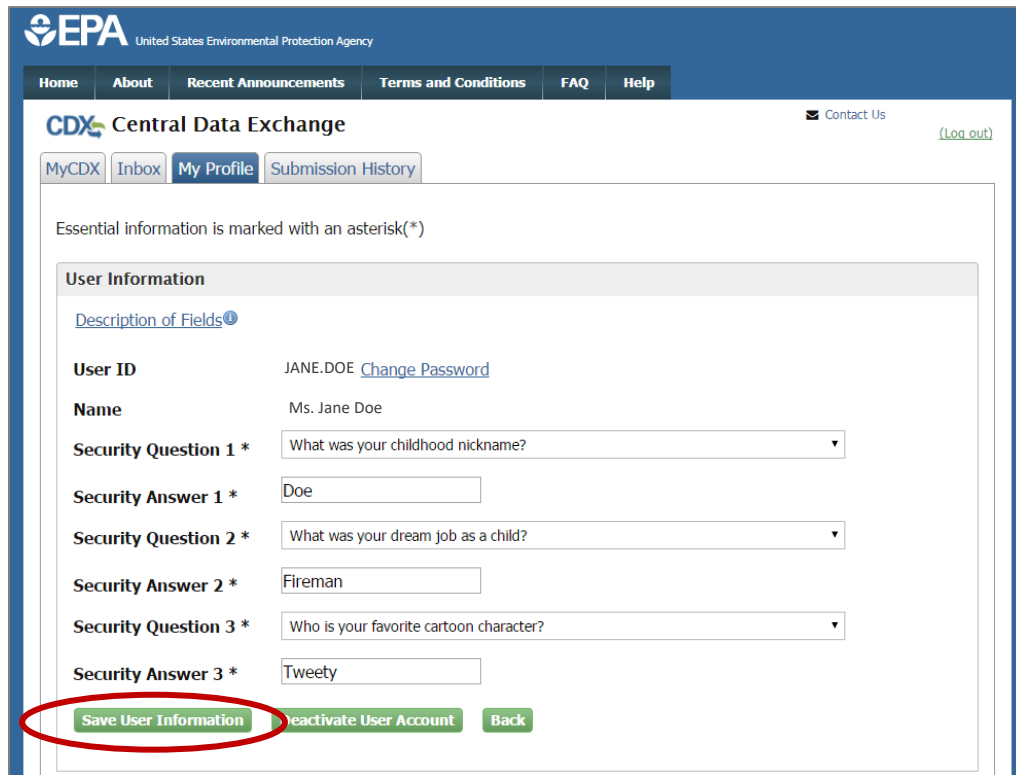 EPA United States Environmental Protection Agency
Home About Recent Announcements Terms and Conditions FAQ Help
CDX Central Data Exchange
Contact Us
(Log out)
MyCDX Inbox My Profile Submission History
Essential information is marked with an asterisk(*)
User Information
Description of Fields
User ID JANE.DOE Change Password
Name Ms. Jane Doe
Security Question 1 * What was your childhood nickname?
Security Answer 1 * Doe
Security Question 2 * What was your dream job as a child?
Security Answer 2 * Fireman
Security Question 3 * Who is your favorite cartoon character?
Security Answer 3 * Tweety
Save User Information Deactivate User Account Back